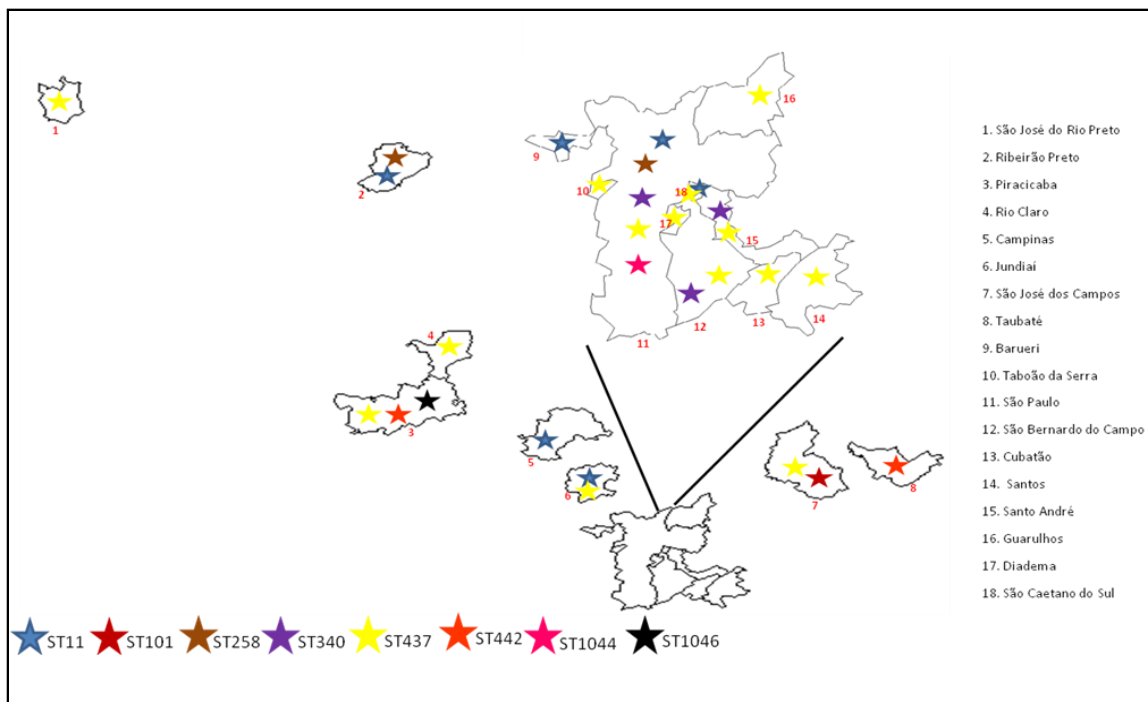 1
2
3
4
5
6
7
8
9
10
11
12
13
14
15
16
17
18
1. São José do Rio Preto
2. Ribeirão Preto
3. Piracicaba
4. Rio Claro
5. Campinas
6. Jundiaí
7. São José dos Campos
8. Taubaté
9. Barueri
10. Taboão da Serra
11. São Paulo
12. São Bernardo do Campo
13. Cubatão
14. Santos
15. Santo André
16. Guarulhos
17. Diadema
18. São Caetano do Sul
ST11 ST101 ST258 ST340 ST437 ST442 ST1044 ST1046